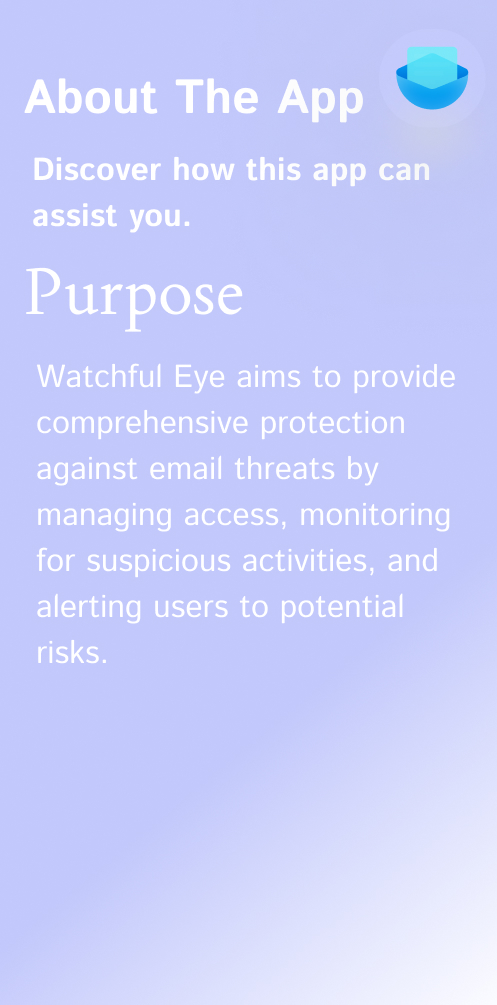 About The App
Discover how this app can
assist you.
Purpose
Watchful Eye aims to provide
comprehensive protection
against email threats by
managing access, monitoring
for suspicious activities, and
alerting users to potential
risks.